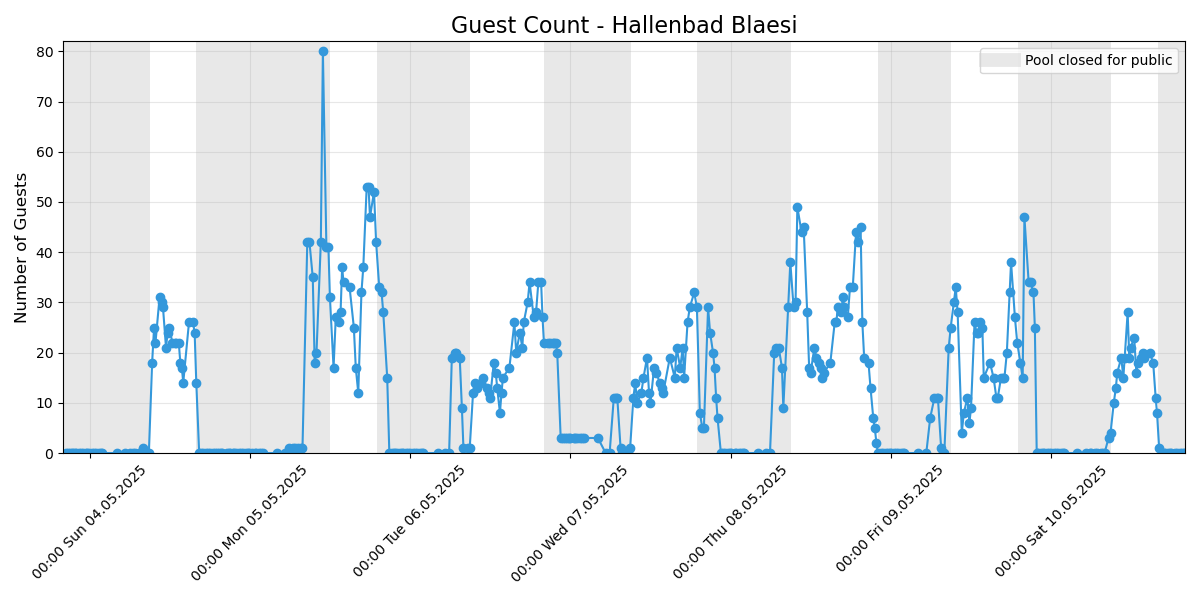 Guest Count - Hallenbad Blaesi
Pool closed for public
Number of Guests
80
70
60
50
40
30
20
10
0
00:00 Sun 04.05.2025
00:00 Mon 05.05.2025
00:00 Tue 06.05.2025
00:00 Wed 07.05.2025
00:00 Thu 08.05.2025
00:00 Fri 09.05.2025
00:00 Sat 10.05.2025